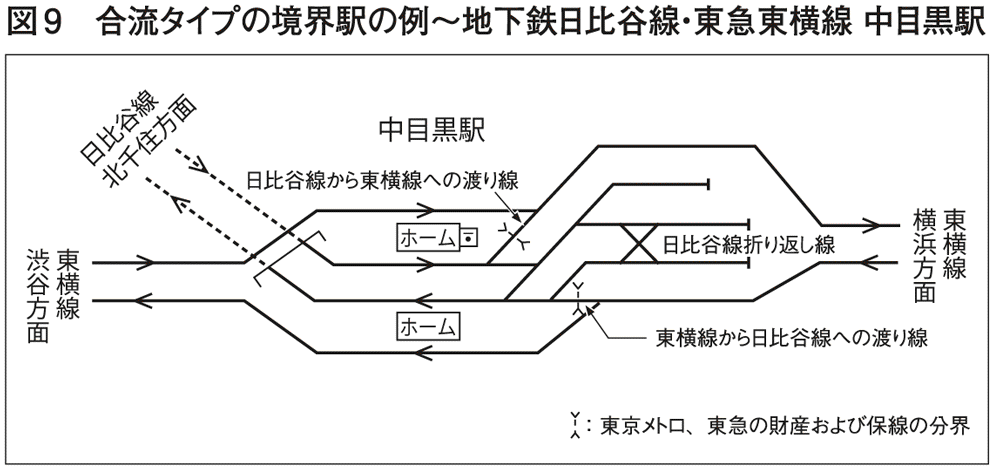 図9　合流タイプの境界駅の例～地下鉄日比谷線・東急東横線 中目黒駅
日比谷線
北千住方面
中目黒駅
日比谷線から東横線への渡り線
ホーム
日比谷線折り返し線
東横線
横浜方面
東横線
渋谷方面
ホーム
東横線から日比谷線への渡り線
：東京メトロ、東急の財産および保線の分界